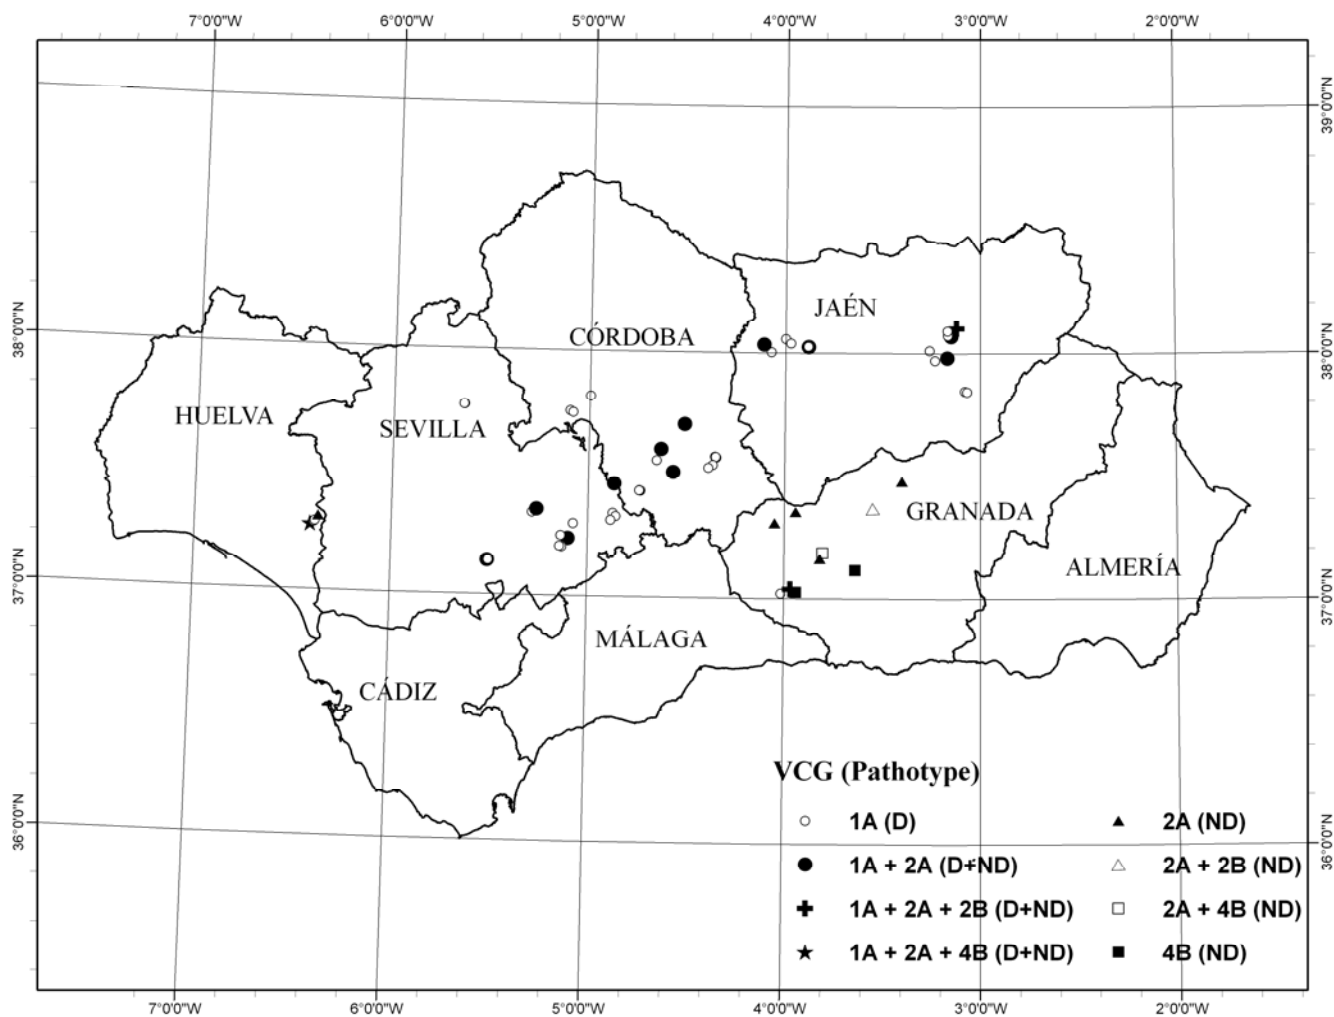 7°0'0"W 6°0'0"W 5°0'0"W 4°0'0"W 3°0'0"W 2°0'0"W
39°0'0"N
39°0'0"N
38°0'0"N
38°0'0"N
37°0'0"N
37°0'0"N
36°0'0"N
36°0'0"N
JAÉN
CÓRDOBA
HUELVA
SEVILLA
GRANADA
ALMERÍA
MÁLAGA
CÁDIZ
VCG (Pathotype)
1A (D)
1A + 2A (D+ND)
1A + 2A + 2B (D+ND)
1A + 2A + 4B (D+ND)
2A (ND)
2A + 2B (ND)
2A + 4B (ND)
4B (ND)
7°0'0"W 6°0'0"W 5°0'0"W 4°0'0"W 3°0'0"W 2°0'0"W